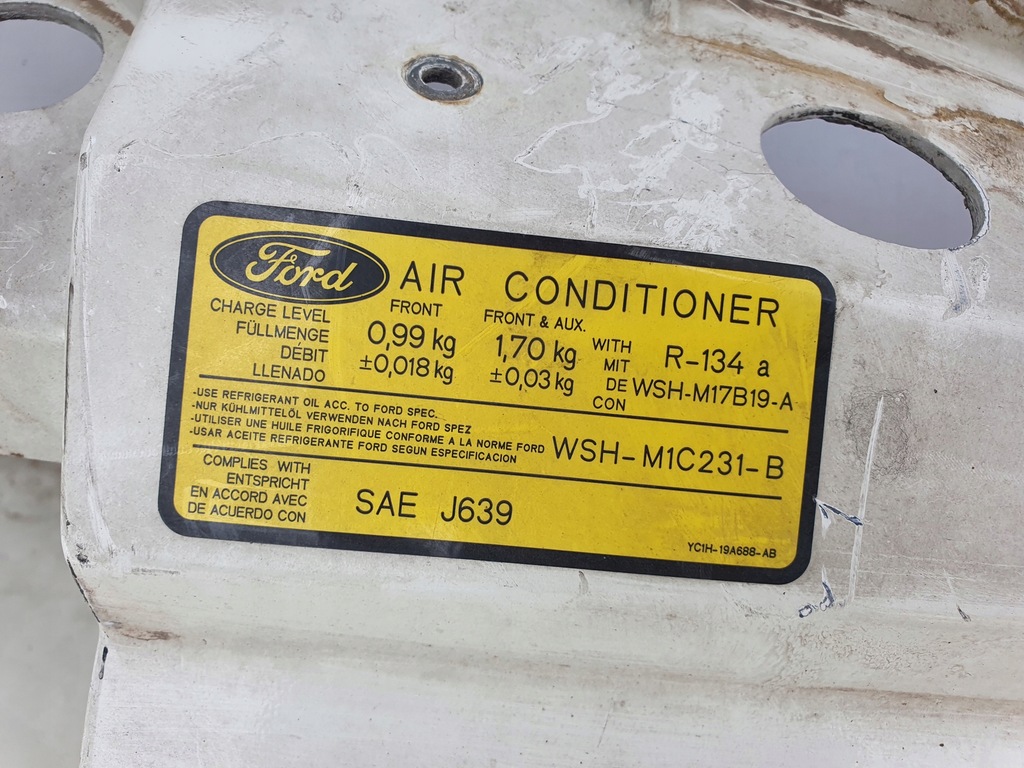 Ford AIR CONDITIONER
CHARGE LEVEL
FÜLLMENGE
DÉBIT
LLENADO
FRONT
0,99 kg
±0,018 kg
FRONT & AUX.
1,70 kg
±0,03 kg
WITH
MIT
DE
CON
R-134 a
WSH-M17B19-A
-USE REFRIGERANT OIL ACC. TO FORD SPEC.
-NUR KÜHLMITTELÖL VERWENDEN NACH FORD SPEZ
-UTILISER UNE HUILE FRIGORIFIQUE CONFORME A LA NORME FORD
-USAR ACEITE REFRIGERANTE FORD SEGUN ESPECIFICACION
WSH-M1C231-B
COMPLIES WITH
ENTSPRICHT
EN ACCORD AVEC
DE ACUERDO CON
SAE J639
YC1H-19A688-AB